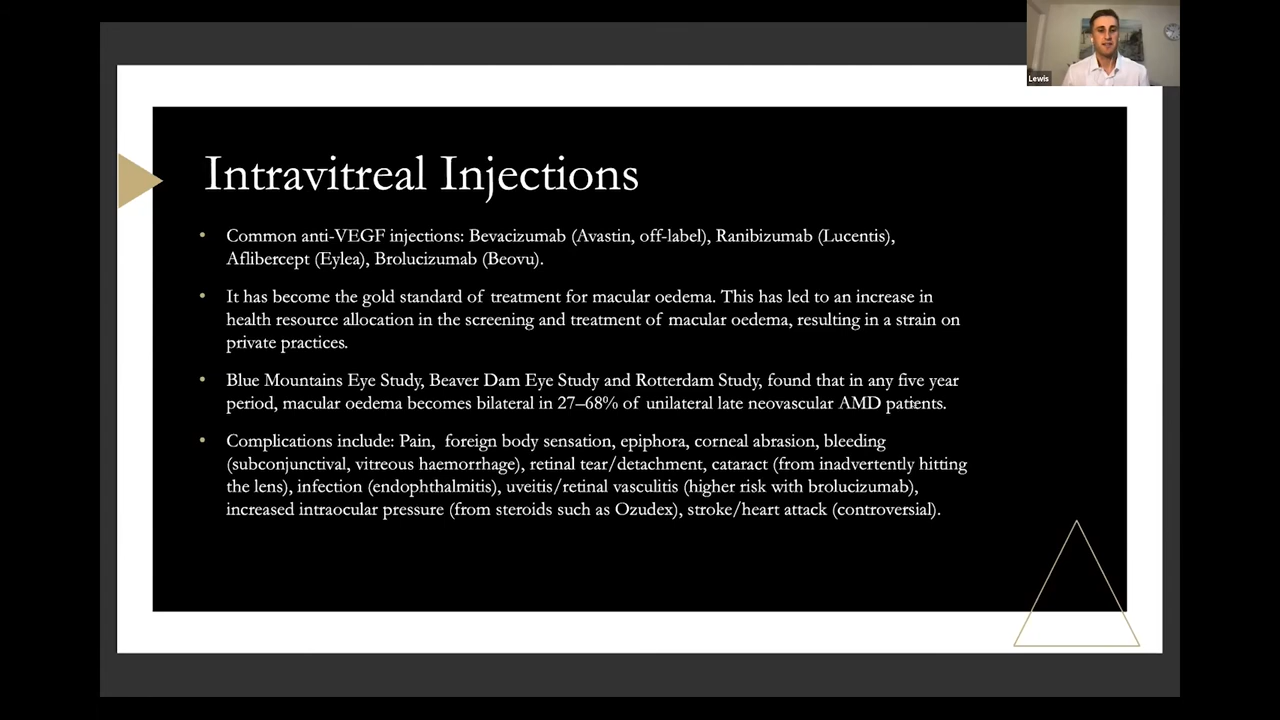 Lewis
Intravitreal Injections
• Common anti-VEGF injections: Bevacizumab (Avastin, off-label), Ranibizumab (Lucentis),
Aflibercept (Eylea), Brolucizumab (Beovu).
• It has become the gold standard of treatment for macular oedema. This has led to an increase in
health resource allocation in the screening and treatment of macular oedema, resulting in a strain on
private practices.
• Blue Mountains Eye Study, Beaver Dam Eye Study and Rotterdam Study, found that in any five year
period, macular oedema becomes bilateral in 27–68% of unilateral late neovascular AMD patients.
• Complications include: Pain, foreign body sensation, epiphora, corneal abrasion, bleeding
(subconjunctival, vitreous haemorrhage), retinal tear/detachment, cataract (from inadvertently hitting
the lens), infection (endophthalmitis), uveitis/retinal vasculitis (higher risk with brolucizumab),
increased intraocular pressure (from steroids such as Ozudex), stroke/heart attack (controversial).